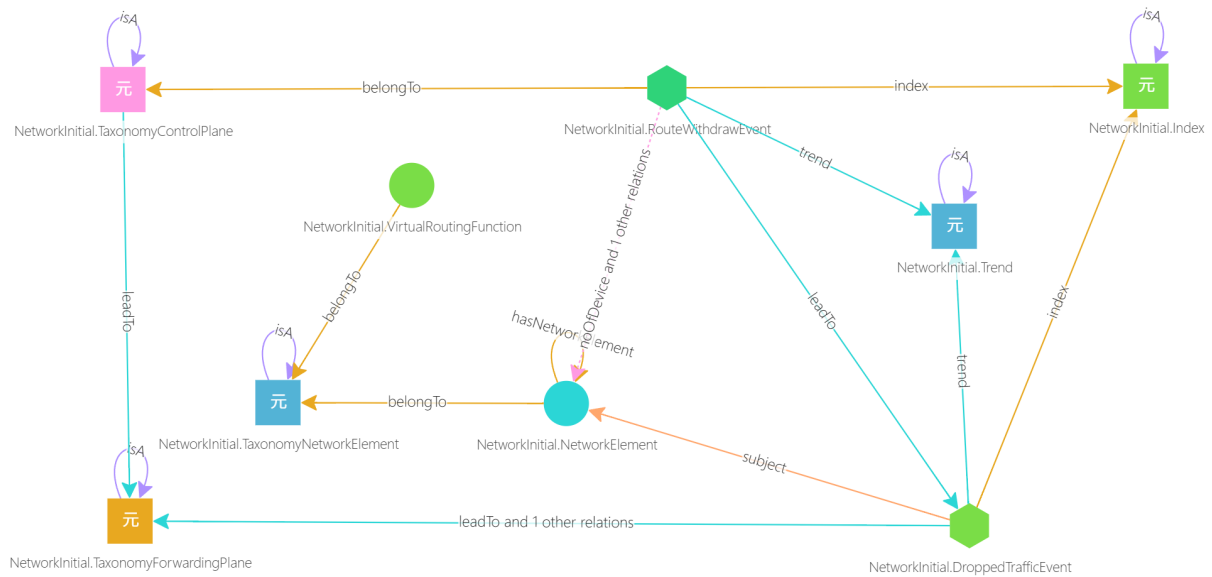 isA
isA
元
belongTo
index
元
NetworkInitial.TaxonomyControlPlane
NetworkInitial.RouteWithdrawEvent
NetworkInitial.Index
trend
isA
元
NetworkInitial.VirtualRoutingFunction
NetworkInitial.Trend
noOfDevice and 1 other relations
belongTo
leadTo
leadTo
index
hasNetworkElement
isA
trend
元
belongTo
NetworkInitial.TaxonomyNetworkElement
NetworkInitial.NetworkElement
isA
subject
元
leadTo and 1 other relations
NetworkInitial.TaxonomyForwardingPlane
NetworkInitial.DroppedTrafficEvent